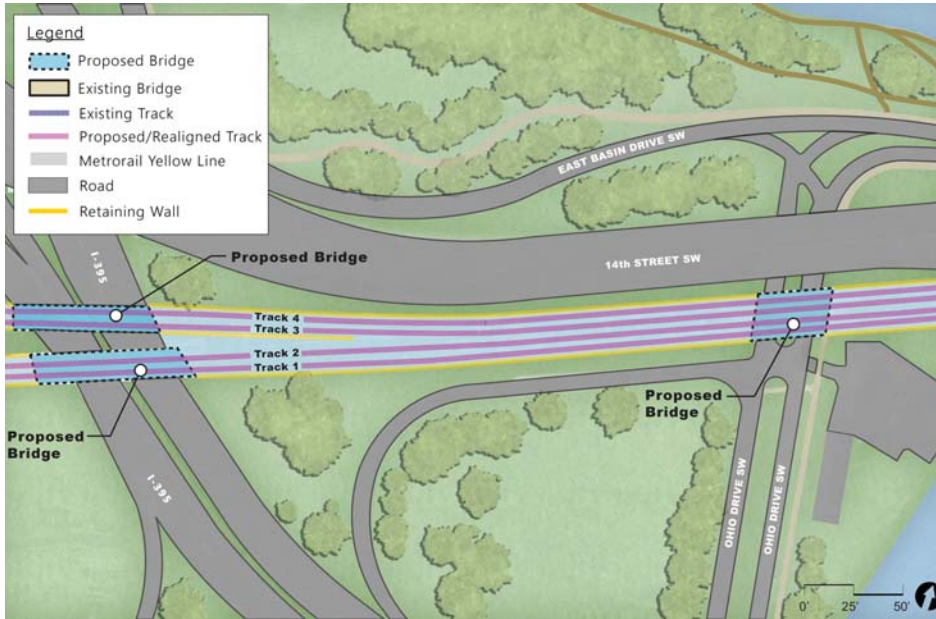 Legend
Proposed Bridge
Existing Bridge
Existing Track
Proposed/Realigned Track
Metrorail Yellow Line
Road
Retaining Wall
EAST BASIN DRIVE SW
I-395
Proposed Bridge
14th STREET SW
Track 4
Track 3
Track 2
Track 1
Proposed
Bridge
Proposed
Bridge
I-395
OHIO DRIVE SW
OHIO DRIVE SW
0' 25' 50'